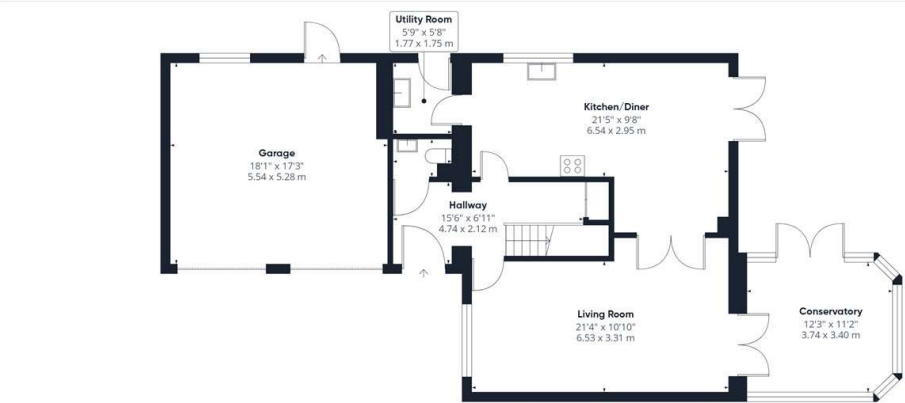 Utility Room
5'9" x 5'8"
1.77 x 1.75 m
Kitchen/Diner
21'5" x 9'8"
6.54 x 2.95 m
Garage
18'1" x 17'3"
5.54 x 5.28 m
Hallway
15'6" x 6'11"
4.74 x 2.12 m
Living Room
21'4" x 10'10"
6.53 x 3.31 m
Conservatory
12'3" x 11'2"
3.74 x 3.40 m